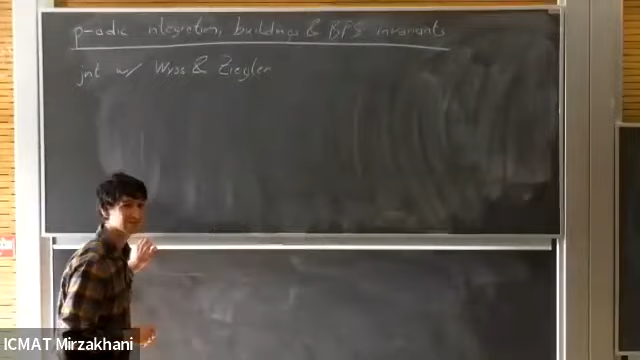 p-adic integration, buildings & BPS invariants
jnt w/ Wyss & Ziegler
ICMAT Mirzakhani